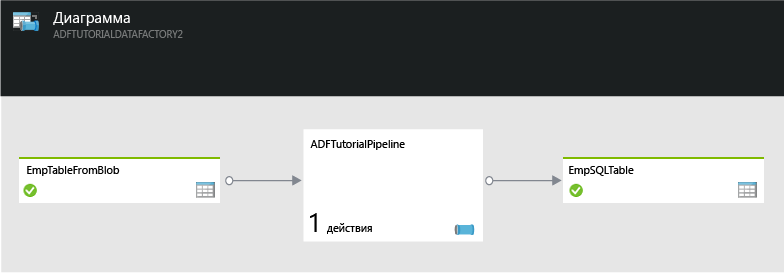 Диаграмма
ADFTUTORIALDATAFACTORY2
EmpTableFromBlob
ADFTutorialPipeline
1 действия
EmpSQLTable